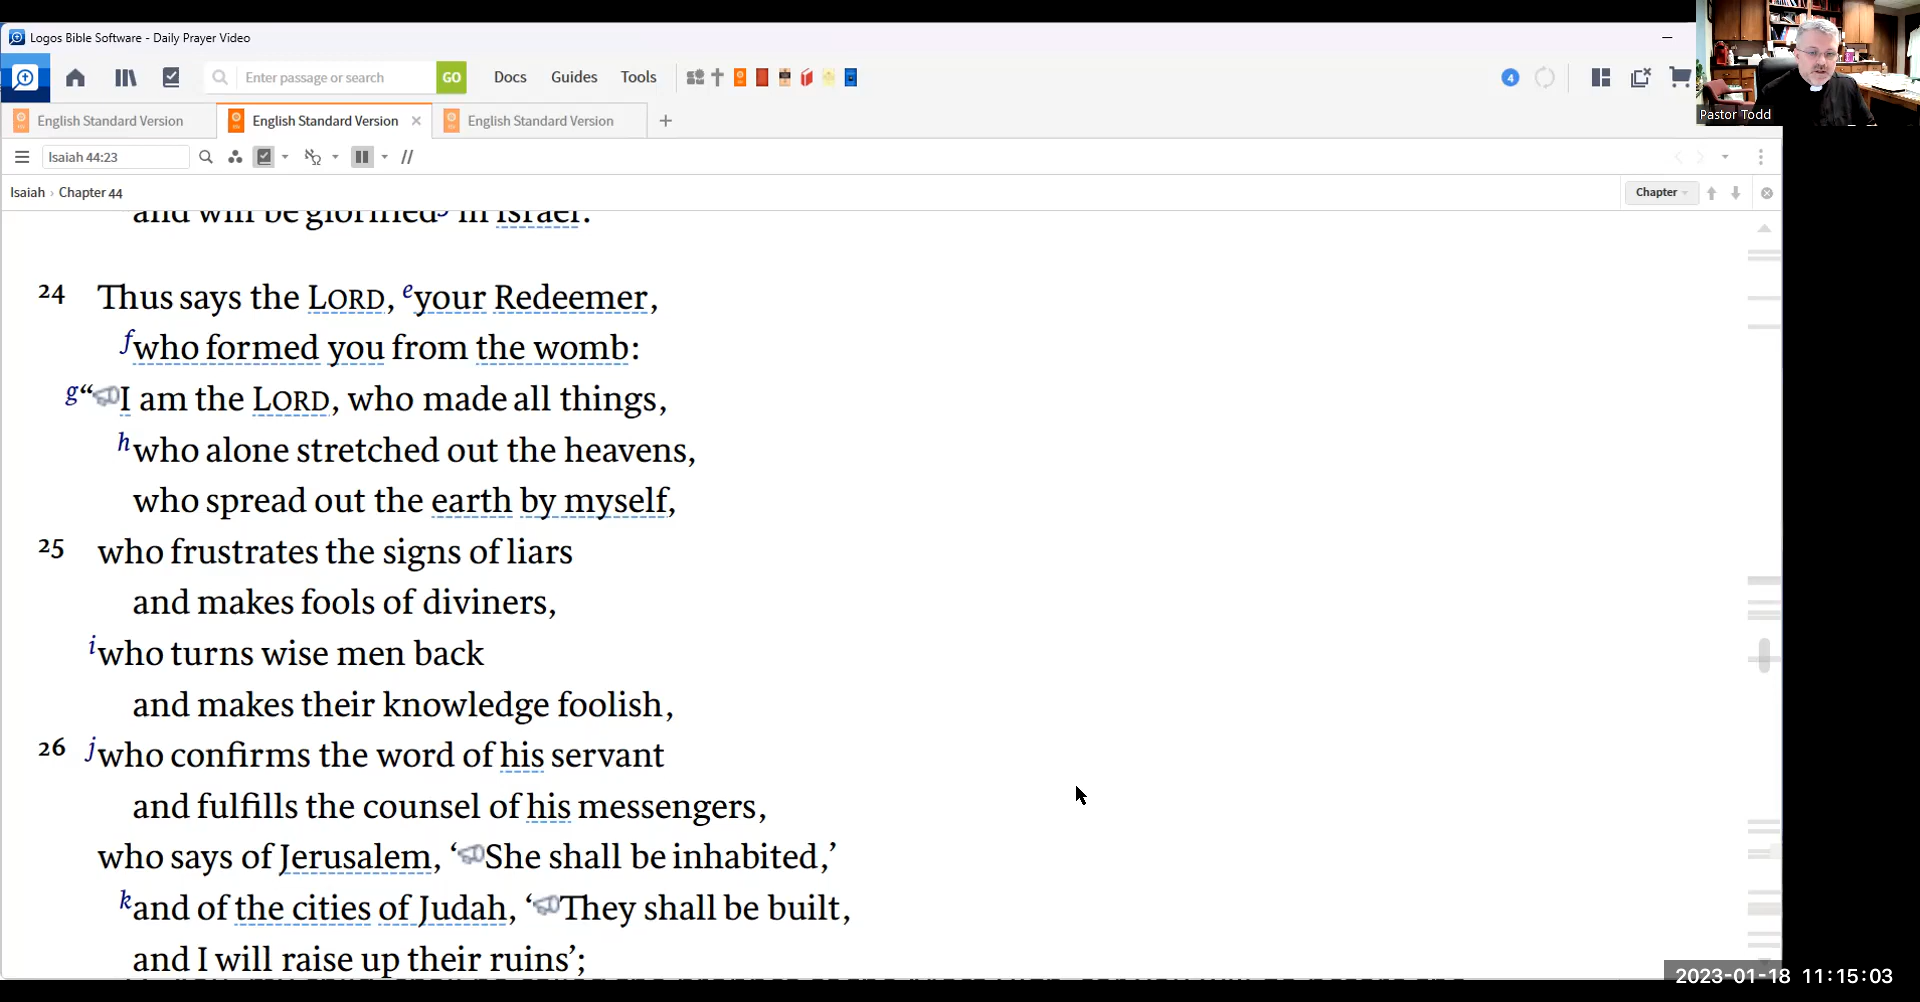 Logos Bible Software - Daily Prayer Video
Enter passage or search
GO
Docs
Guides
Tools
4
Pastor Todd
English Standard Version
English Standard Version
English Standard Version
Isaiah 44:23
Isaiah › Chapter 44
Chapter
and will be glorified in Israel.
24 Thus says the LORD, e your Redeemer,
f who formed you from the womb:
g “I am the LORD, who made all things,
h who alone stretched out the heavens,
who spread out the earth by myself,
25 who frustrates the signs of liars
and makes fools of diviners,
i who turns wise men back
and makes their knowledge foolish,
26 j who confirms the word of his servant
and fulfills the counsel of his messengers,
who says of Jerusalem, ‘She shall be inhabited,’
k and of the cities of Judah, ‘They shall be built,
and I will raise up their ruins’;
2023-01-18 11:15:03